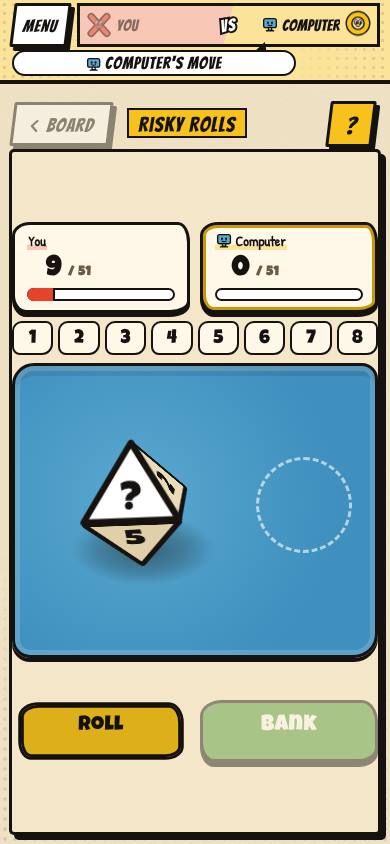 MENU
YOU
VS
COMPUTER
COMPUTER'S MOVE
< BOARD
RISKY ROLLS
?
You
9 / 51
Computer
0 / 51
1 2 3 4 5 6 7 8
?
5
ROLL
BANK